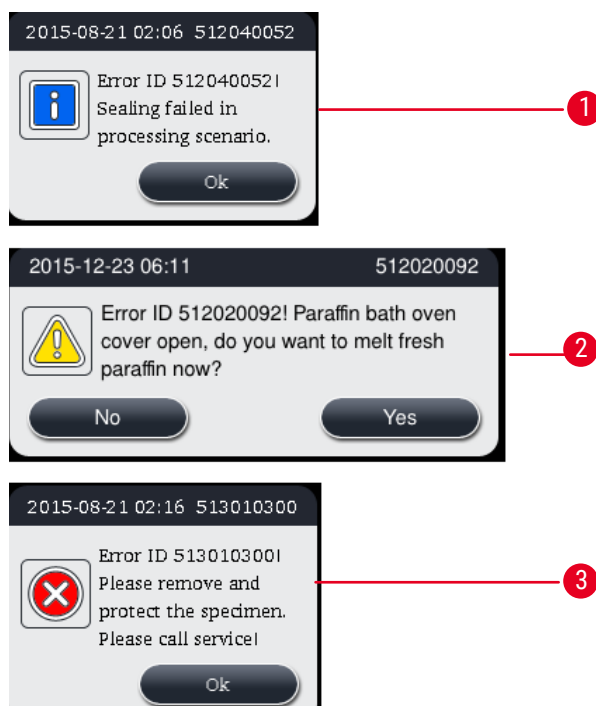 2015-08-21 02:06 512040052
Error ID 512040052!
Sealing failed in
processing scenario.
Ok
1
2015-12-23 06:11 512020092
Error ID 512020092! Paraffin bath oven
cover open, do you want to melt fresh
paraffin now?
No Yes
2
2015-08-21 02:16 513010300
Error ID 513010300!
Please remove and
protect the specimen.
Please call service!
Ok
3